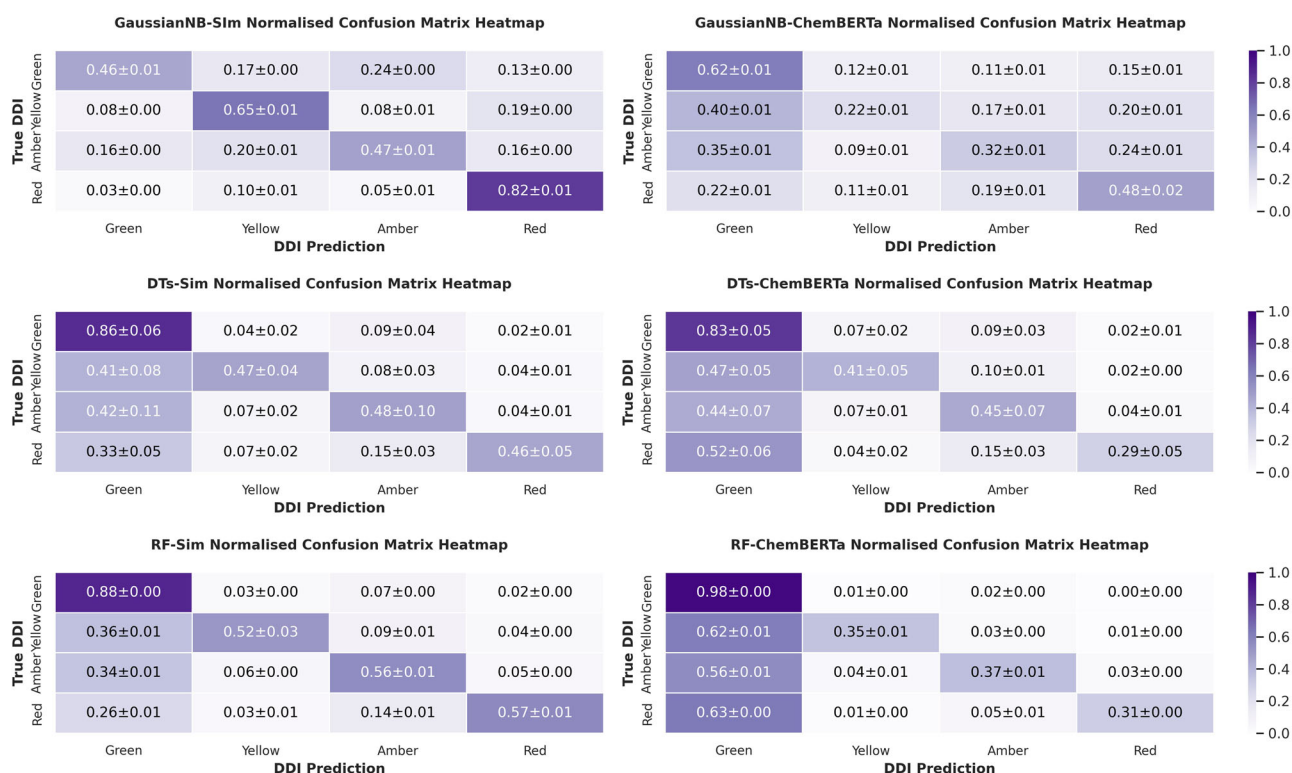 GaussianNB-SIm Normalised Confusion Matrix Heatmap
True DDI
Green
0.46±0.01 0.17±0.00 0.24±0.00 0.13±0.00
Yellow
0.08±0.00 0.65±0.01 0.08±0.01 0.19±0.00
Amber
0.16±0.00 0.20±0.01 0.47±0.01 0.16±0.00
Red
0.03±0.00 0.10±0.01 0.05±0.01 0.82±0.01
Green Yellow Amber Red
DDI Prediction
GaussianNB-ChemBERTa Normalised Confusion Matrix Heatmap
True DDI
Green
0.62±0.01 0.12±0.01 0.11±0.01 0.15±0.01
Yellow
0.40±0.01 0.22±0.01 0.17±0.01 0.20±0.01
Amber
0.35±0.01 0.09±0.01 0.32±0.01 0.24±0.01
Red
0.22±0.01 0.11±0.01 0.19±0.01 0.48±0.02
Green Yellow Amber Red
DDI Prediction
1.0
0.8
0.6
0.4
0.2
0.0
DTs-Sim Normalised Confusion Matrix Heatmap
True DDI
Green
0.86±0.06 0.04±0.02 0.09±0.04 0.02±0.01
Yellow
0.41±0.08 0.47±0.04 0.08±0.03 0.04±0.01
Amber
0.42±0.11 0.07±0.02 0.48±0.10 0.04±0.01
Red
0.33±0.05 0.07±0.02 0.15±0.03 0.46±0.05
Green Yellow Amber Red
DDI Prediction
DTs-ChemBERTa Normalised Confusion Matrix Heatmap
True DDI
Green
0.83±0.05 0.07±0.02 0.09±0.03 0.02±0.01
Yellow
0.47±0.05 0.41±0.05 0.10±0.01 0.02±0.00
Amber
0.44±0.07 0.07±0.01 0.45±0.07 0.04±0.01
Red
0.52±0.06 0.04±0.02 0.15±0.03 0.29±0.05
Green Yellow Amber Red
DDI Prediction
1.0
0.8
0.6
0.4
0.2
0.0
RF-Sim Normalised Confusion Matrix Heatmap
True DDI
Green
0.88±0.00 0.03±0.00 0.07±0.00 0.02±0.00
Yellow
0.36±0.01 0.52±0.03 0.09±0.01 0.04±0.00
Amber
0.34±0.01 0.06±0.00 0.56±0.01 0.05±0.00
Red
0.26±0.01 0.03±0.01 0.14±0.01 0.57±0.01
Green Yellow Amber Red
DDI Prediction
RF-ChemBERTa Normalised Confusion Matrix Heatmap
True DDI
Green
0.98±0.00 0.01±0.00 0.02±0.00 0.00±0.00
Yellow
0.62±0.01 0.35±0.01 0.03±0.00 0.01±0.00
Amber
0.56±0.01 0.04±0.01 0.37±0.01 0.03±0.00
Red
0.63±0.00 0.01±0.00 0.05±0.01 0.31±0.00
Green Yellow Amber Red
DDI Prediction
1.0
0.8
0.6
0.4
0.2
0.0